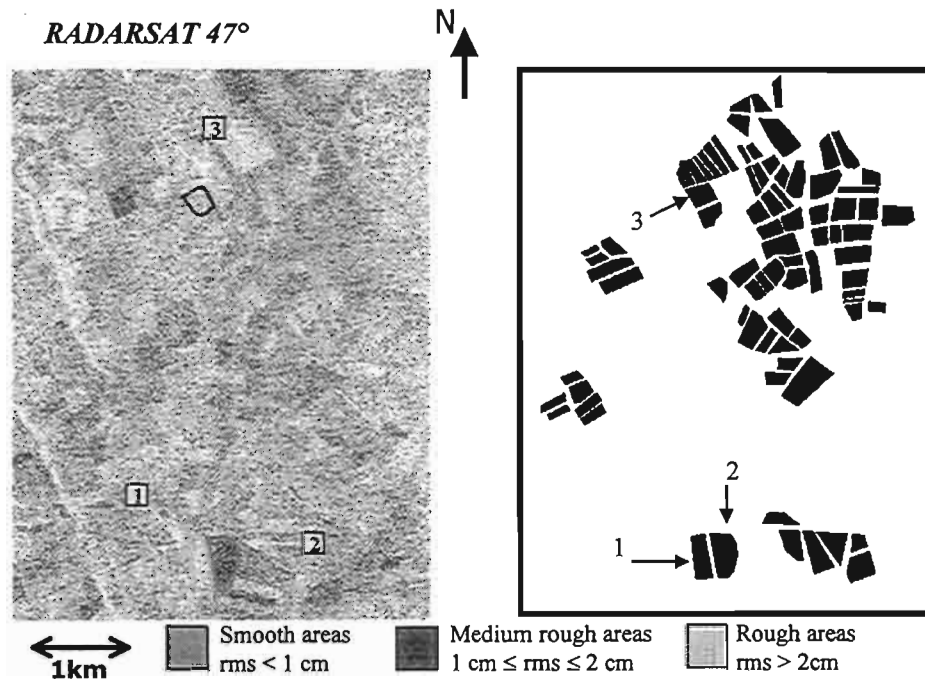 RADARSAT 47°
N
3
1
2
3
2
1
1km
Smooth areas
rms < 1 cm
Medium rough areas
1 cm ≤ rms ≤ 2 cm
Rough areas
rms > 2cm